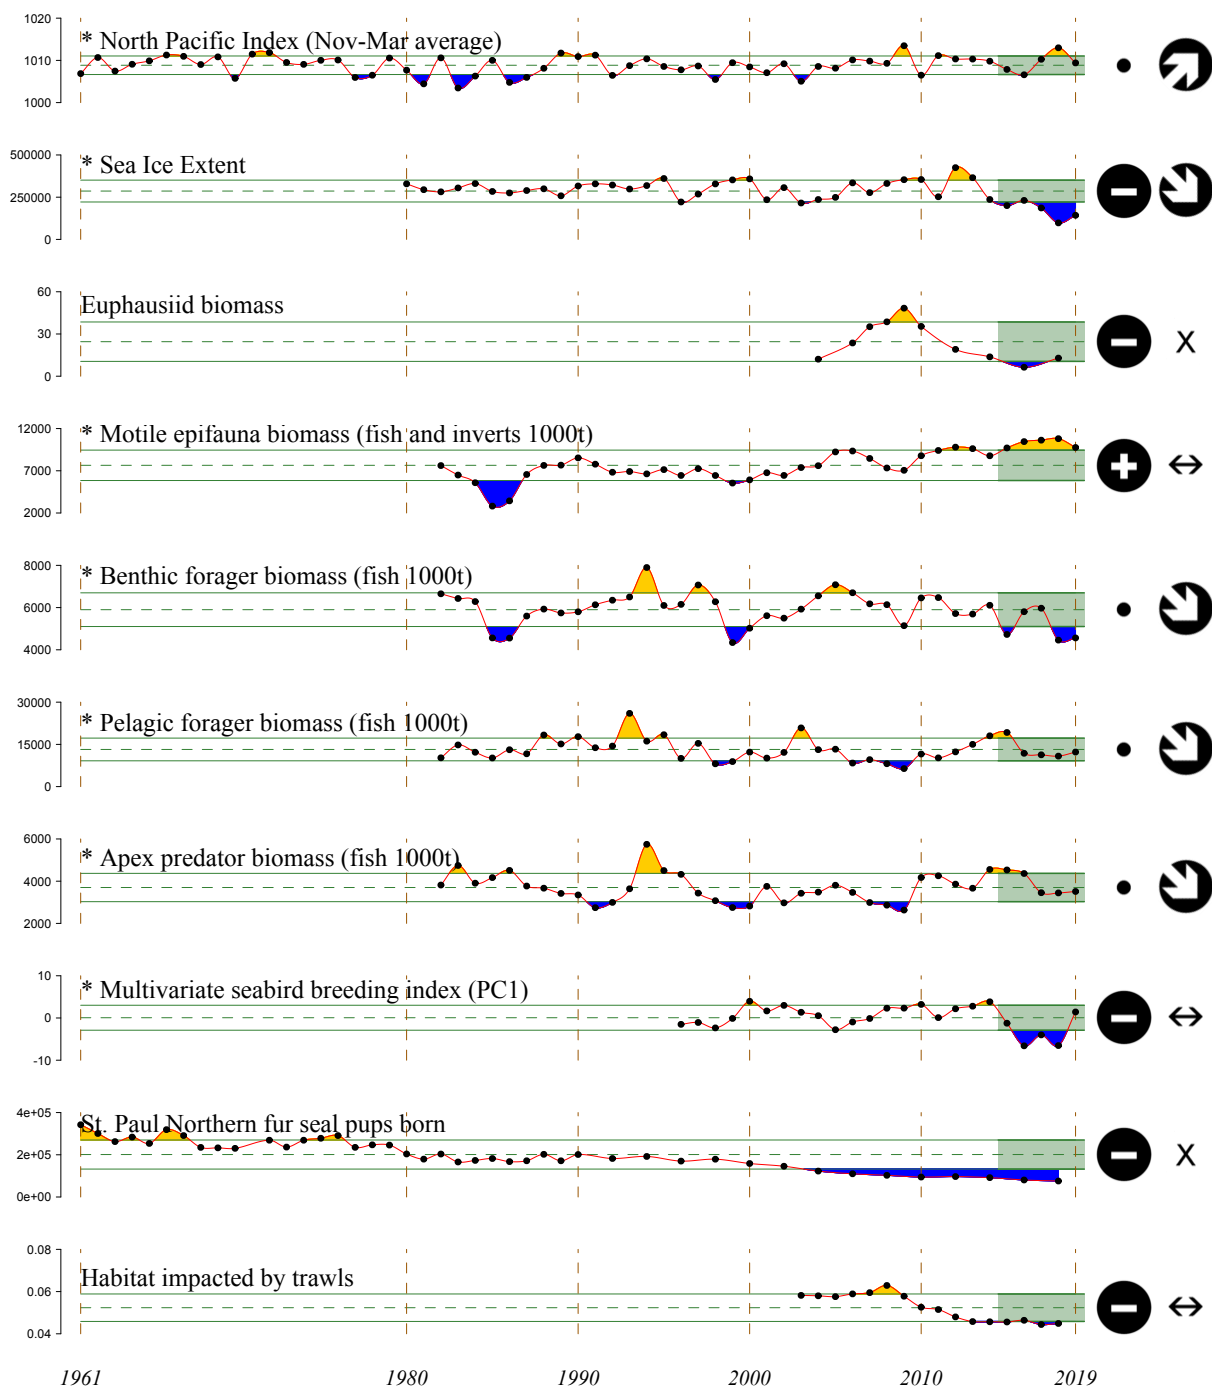 1020
* North Pacific Index (Nov-Mar average)
1010
1000
500000
* Sea Ice Extent
250000
0
60
Euphausiid biomass
30
X
0
12000
* Motile epifauna biomass (fish and inverts 1000t)
7000
2000
8000
* Benthic forager biomass (fish 1000t)
6000
4000
30000
* Pelagic forager biomass (fish 1000t)
15000
0
6000
* Apex predator biomass (fish 1000t)
4000
2000
10
* Multivariate seabird breeding index (PC1)
0
-10
4e+05
St. Paul Northern fur seal pups born
2e+05
X
0e+00
0.08
Habitat impacted by trawls
0.06
0.04
1961 1980 1990 2000 2010 2019